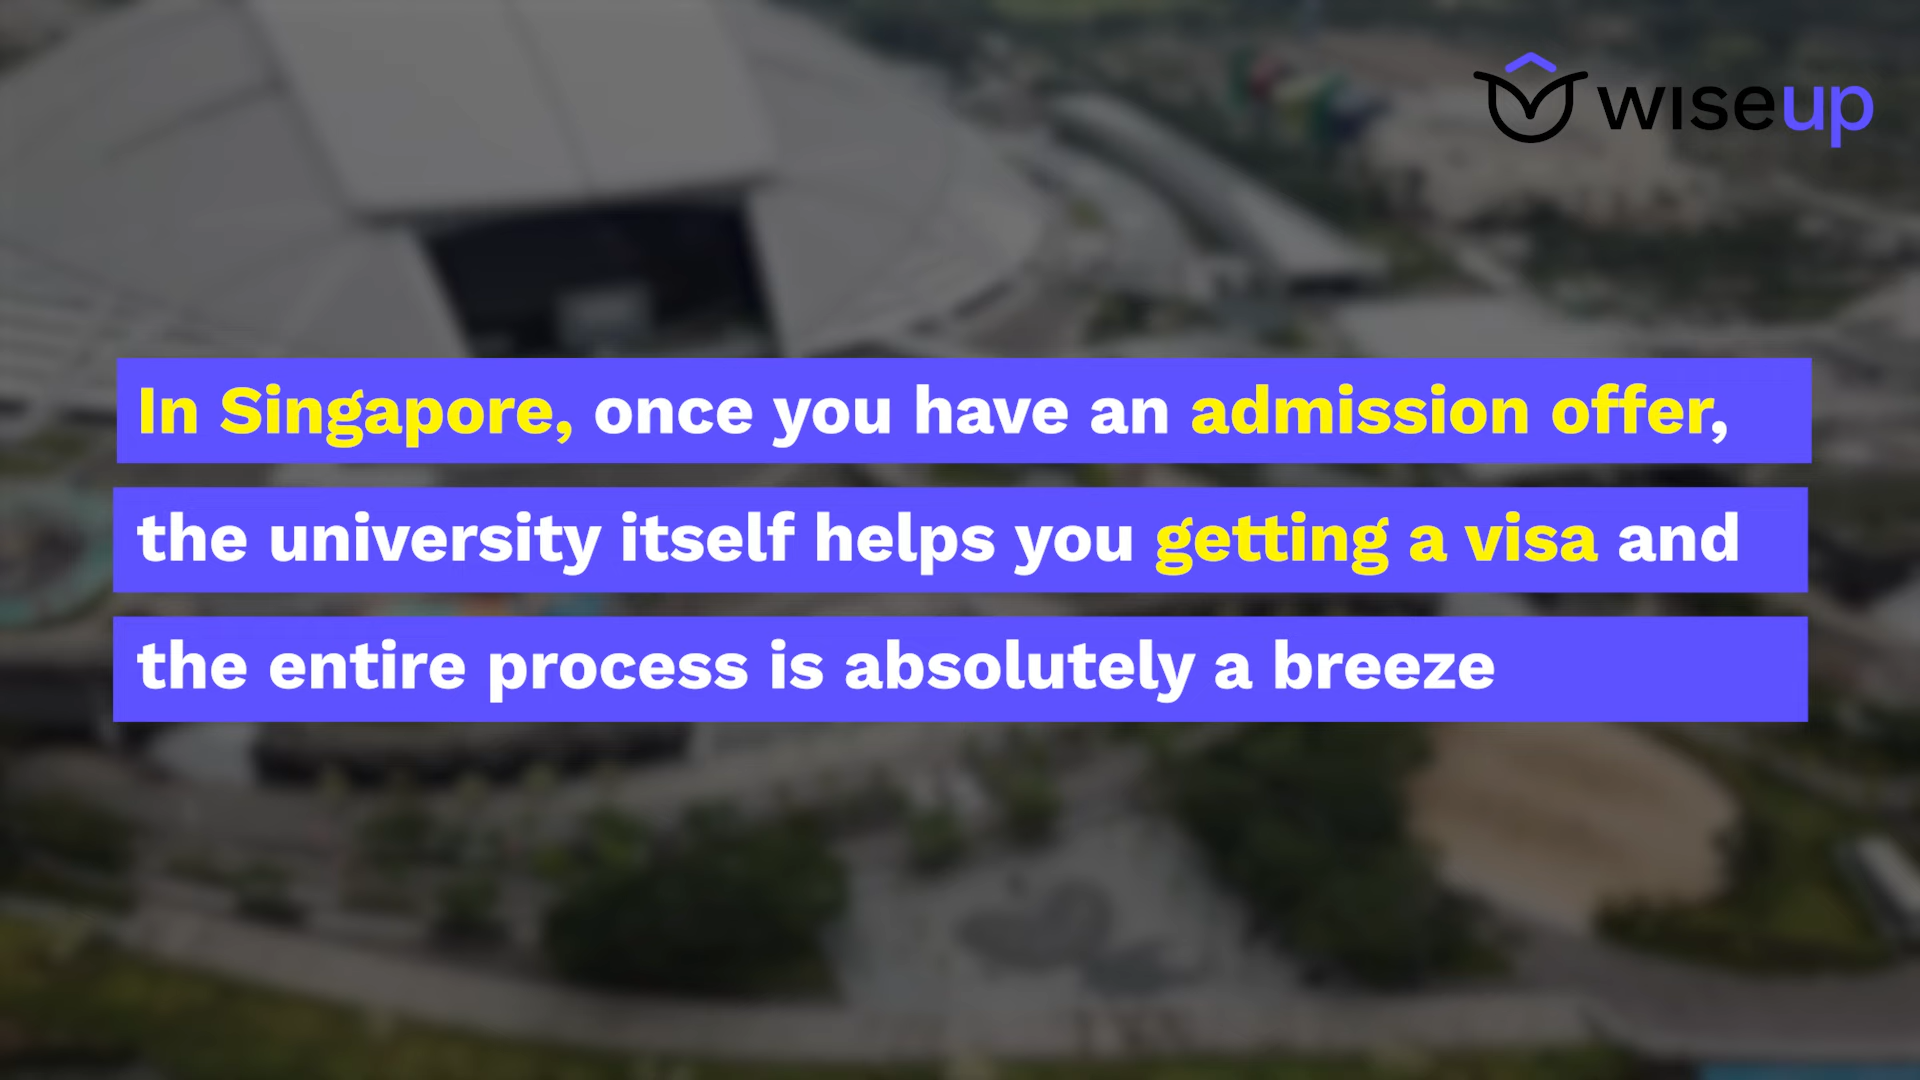 wiseup
In Singapore, once you have an admission offer,
the university itself helps you getting a visa and
the entire process is absolutely a breeze